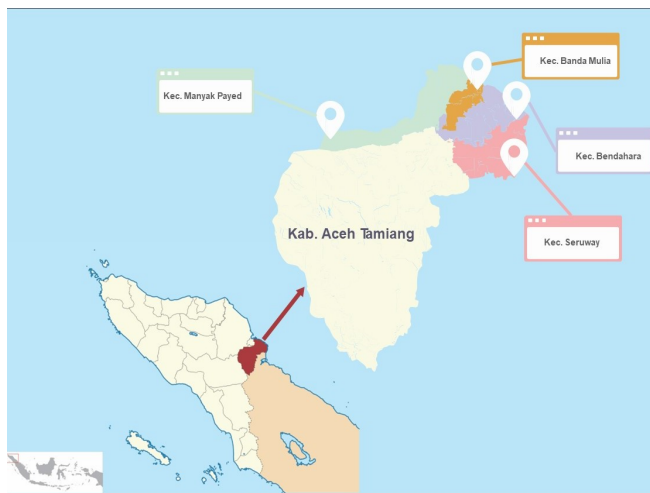 Kec. Banda Mulia
Kec. Manyak Payed
Kec. Bendahara
Kab. Aceh Tamiang
Kec. Seruway